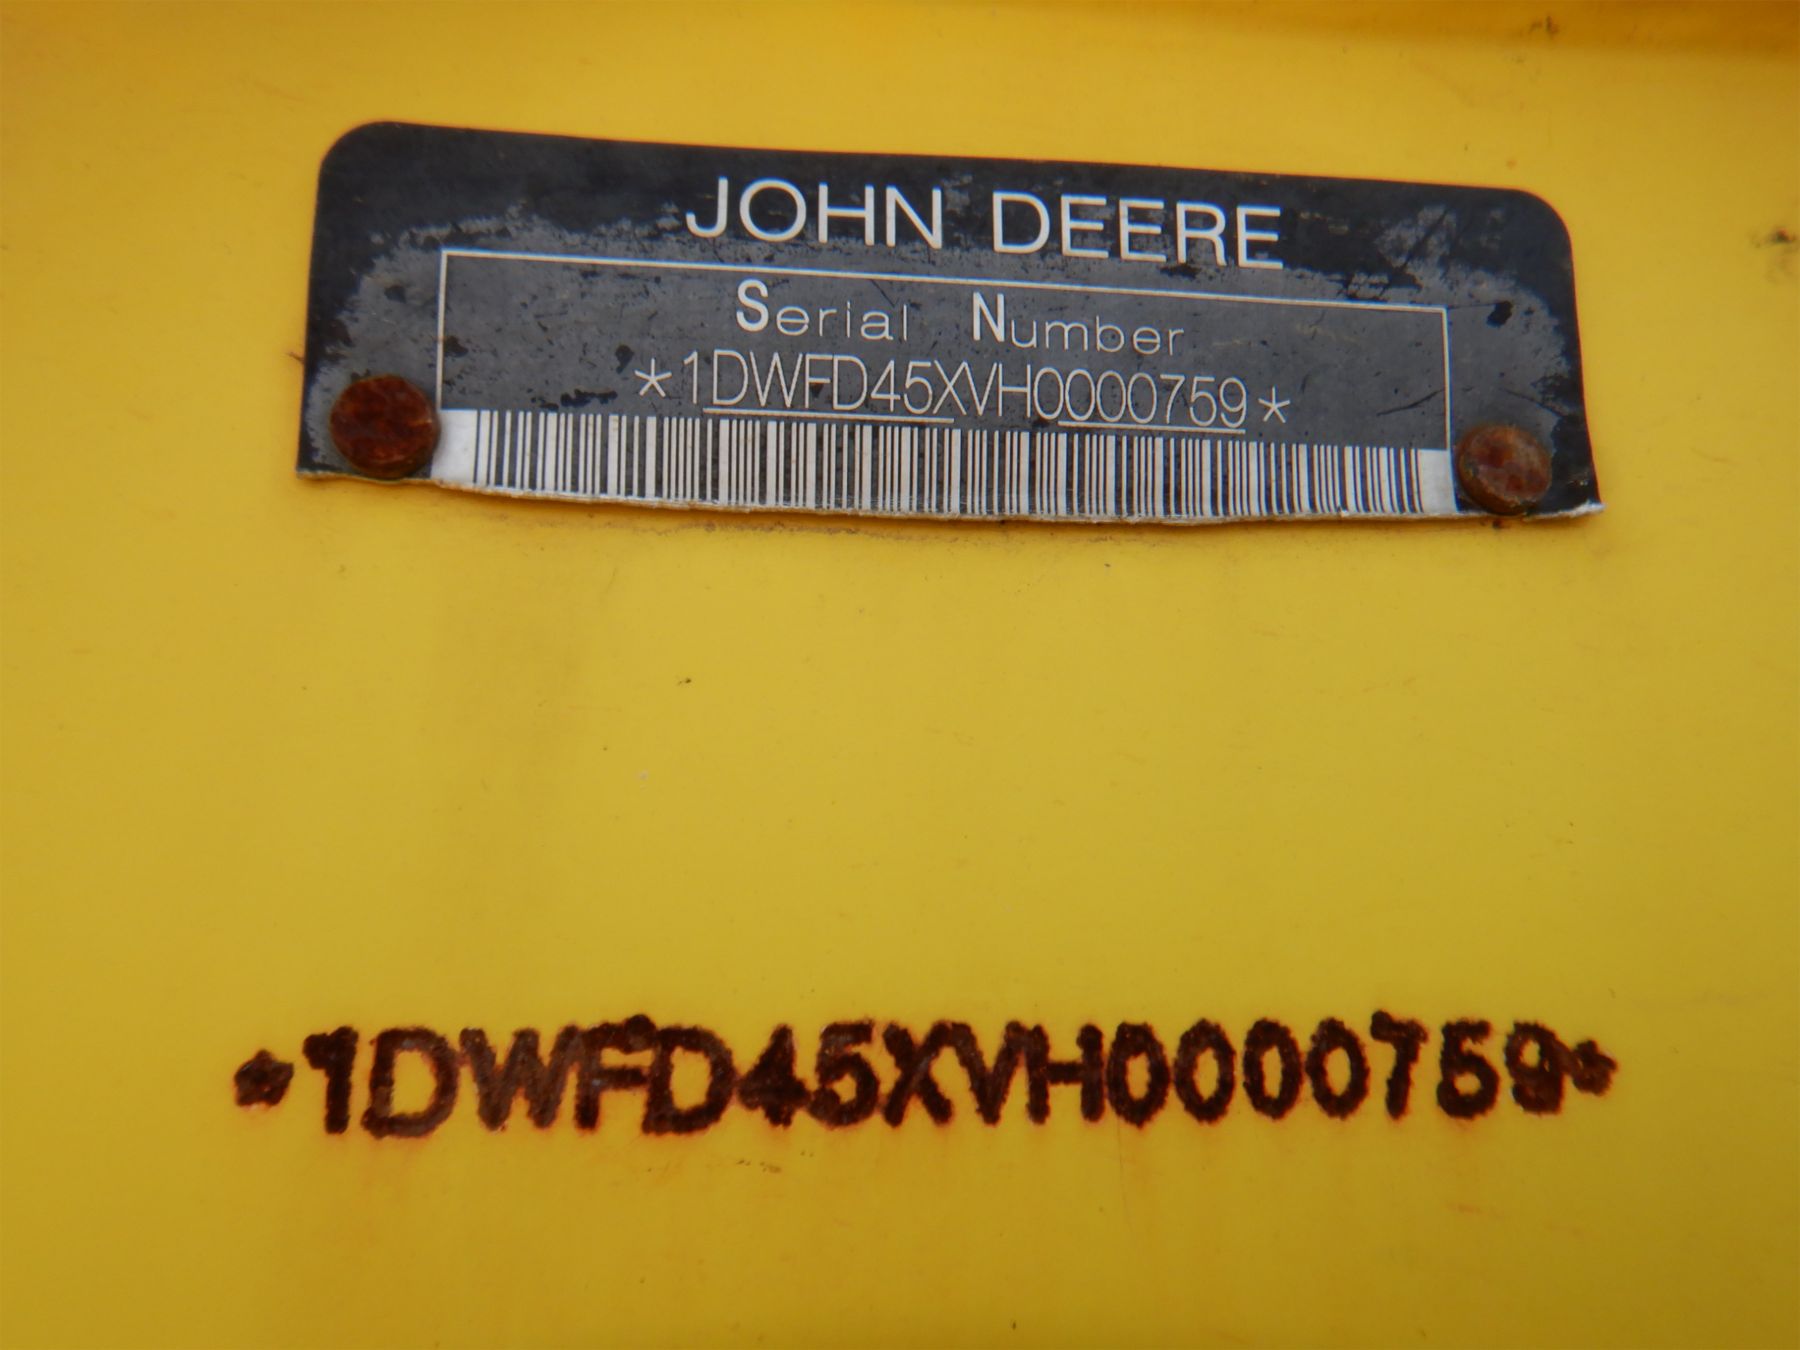 JOHN DEERE
Serial Number
*1DWFD45XVH0000759*
*1DWFD45XVH0000759*